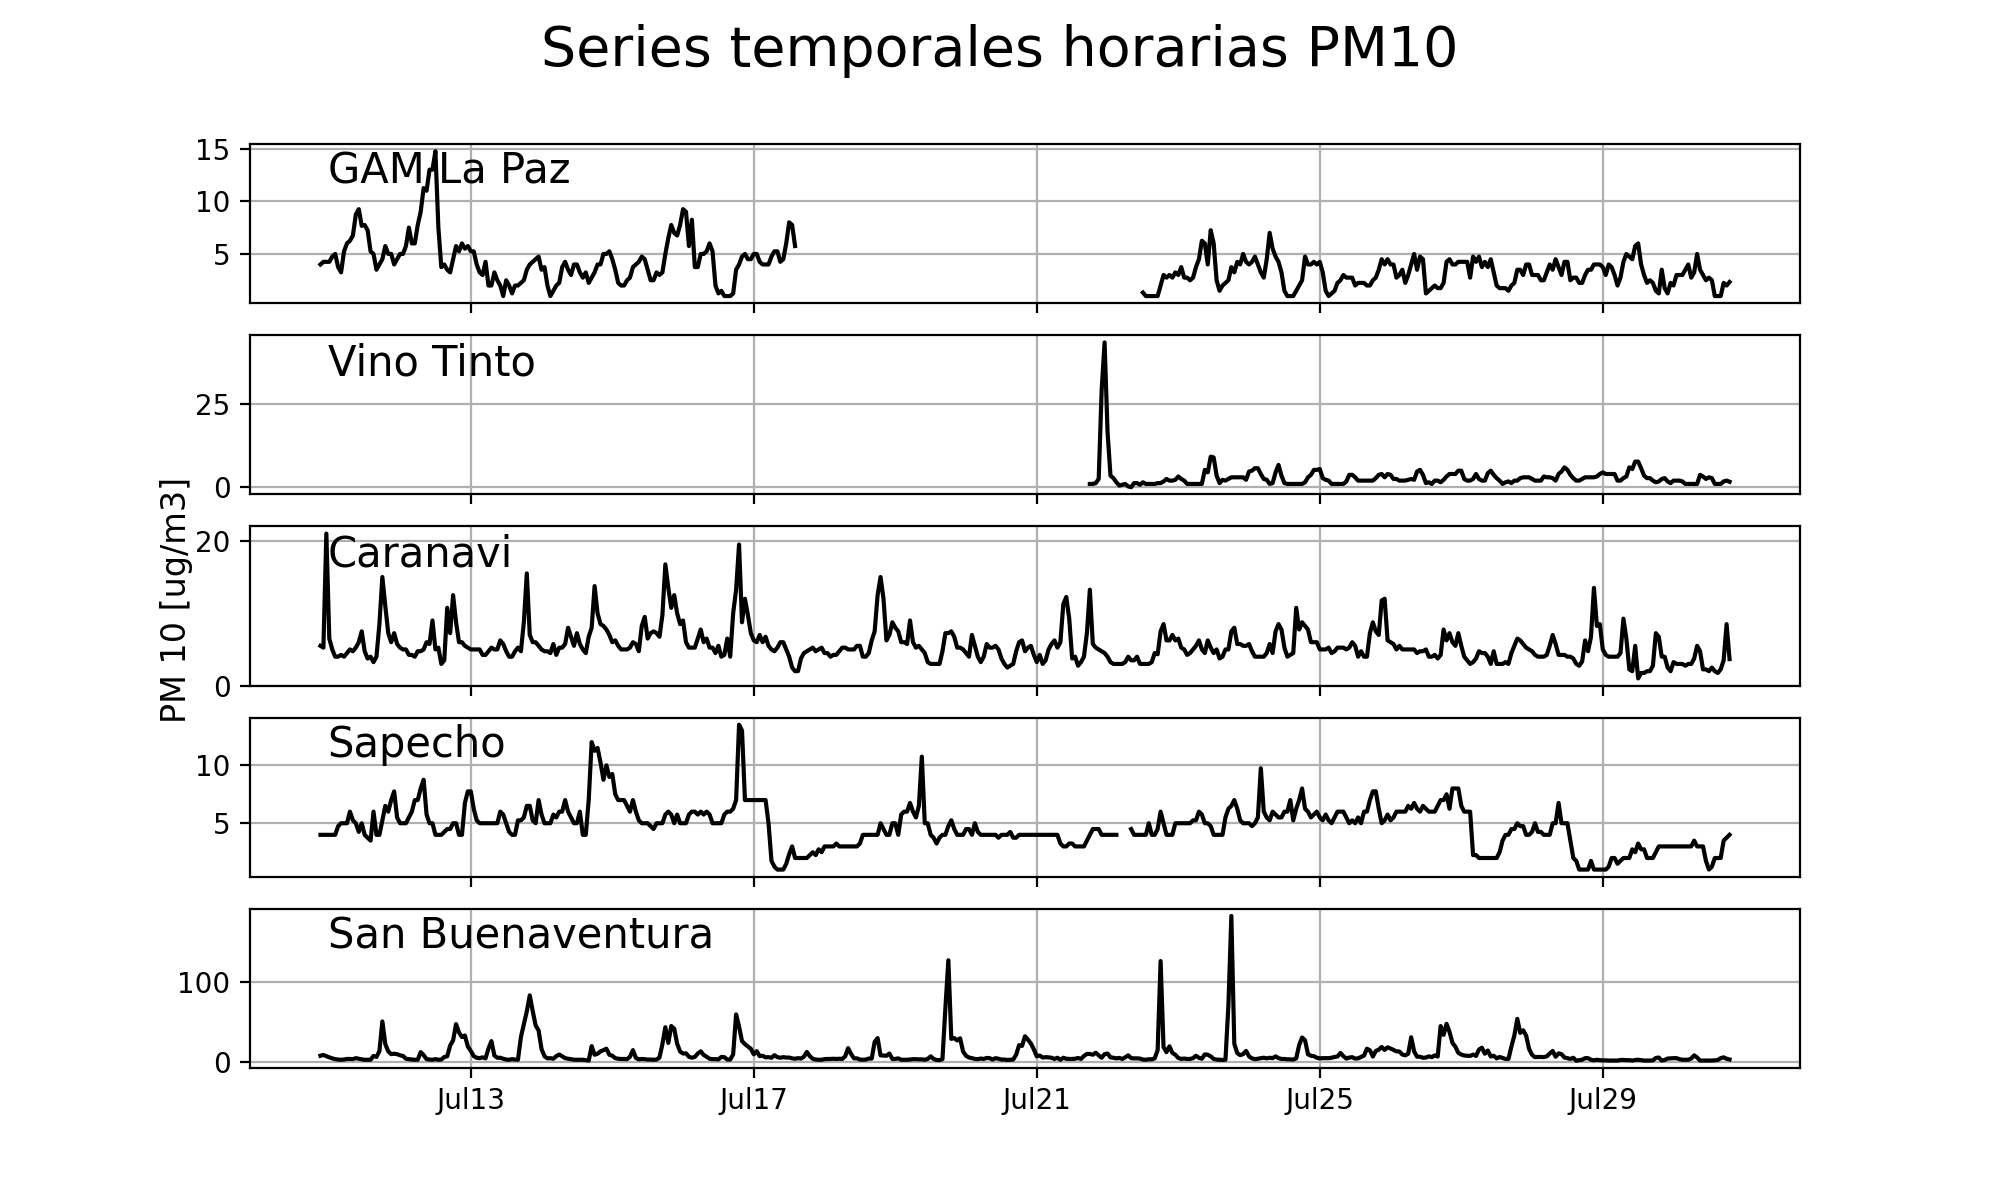 Series temporales horarias PM10
15
10
5
GAM La Paz
25
0
Vino Tinto
PM 10 [ug/m3]
20
0
Caranavi
10
5
Sapecho
100
0
San Buenaventura
Jul13 Jul17 Jul21 Jul25 Jul29